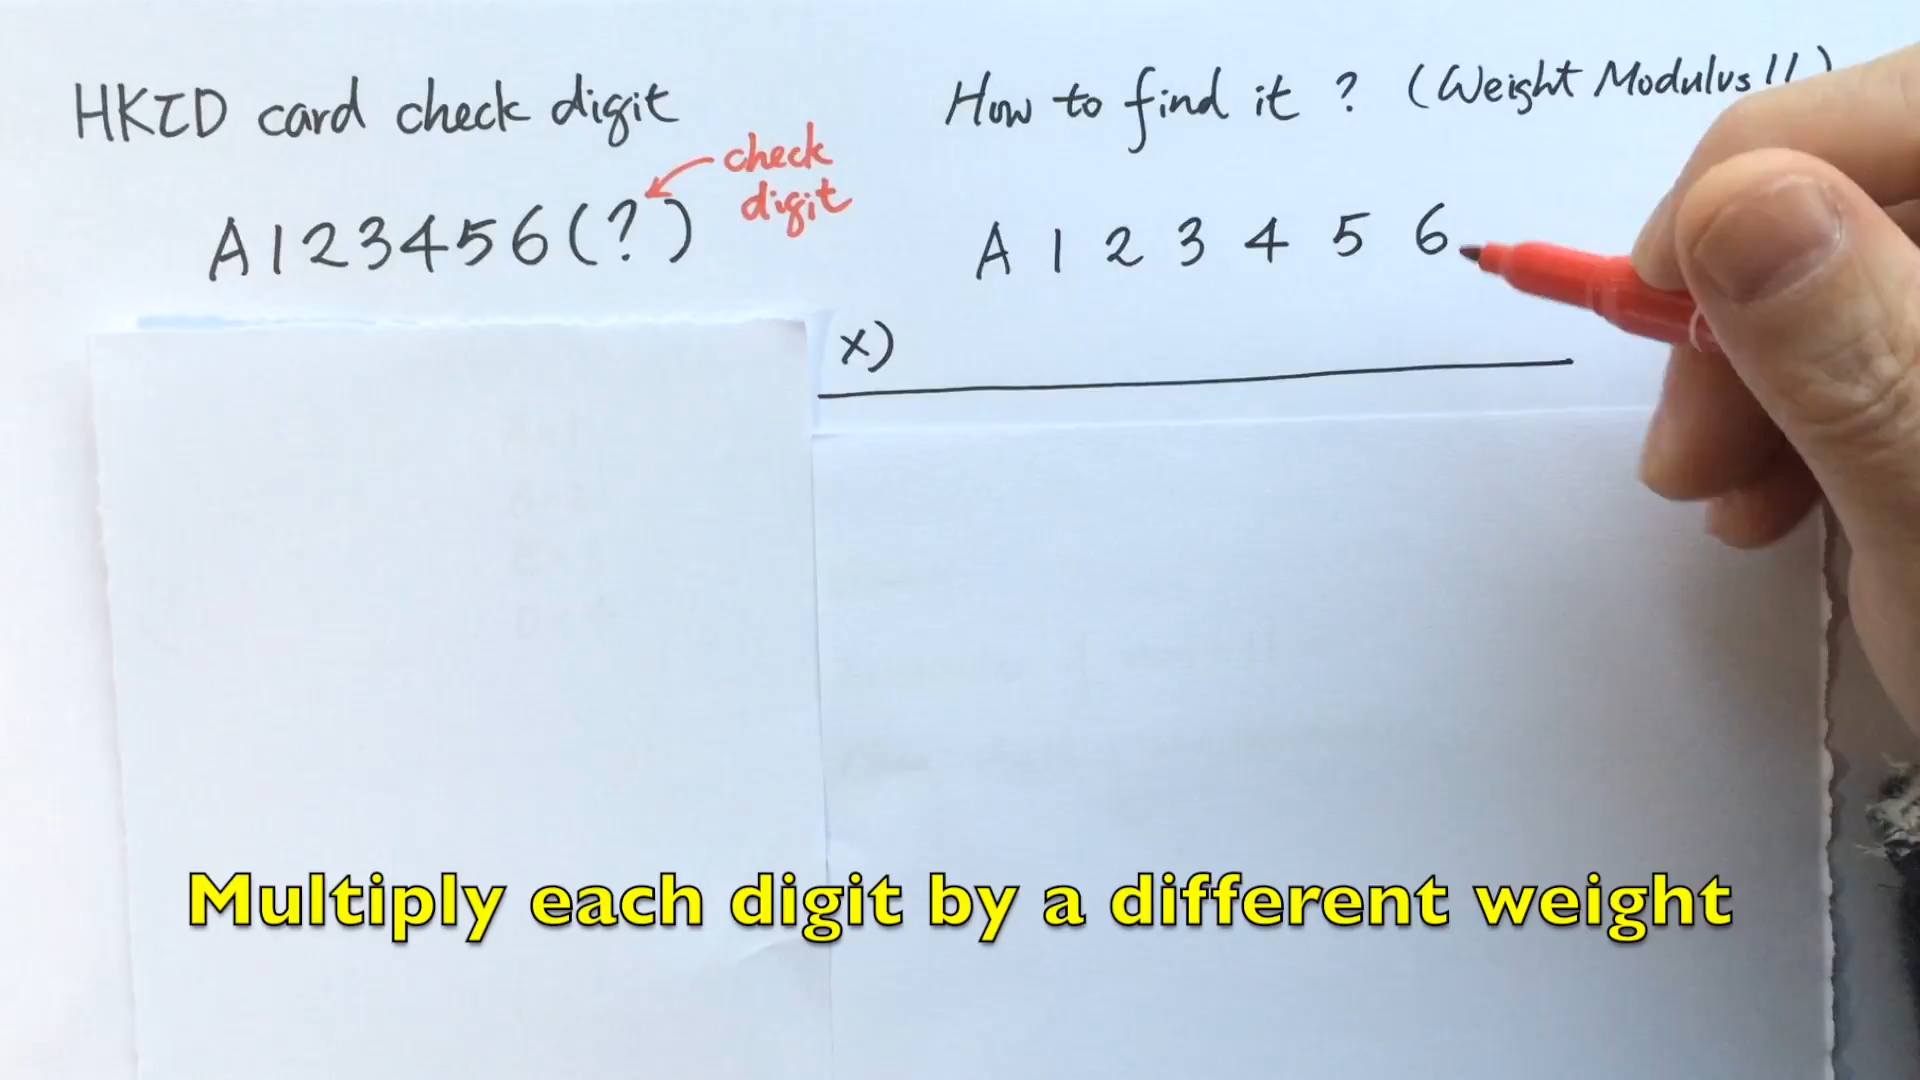 HKID card check digit
check
digit
A123456(?)
How to find it ? (Weight Modulus 11)
A 1 2 3 4 5 6
x)
Multiply each digit by a different weight